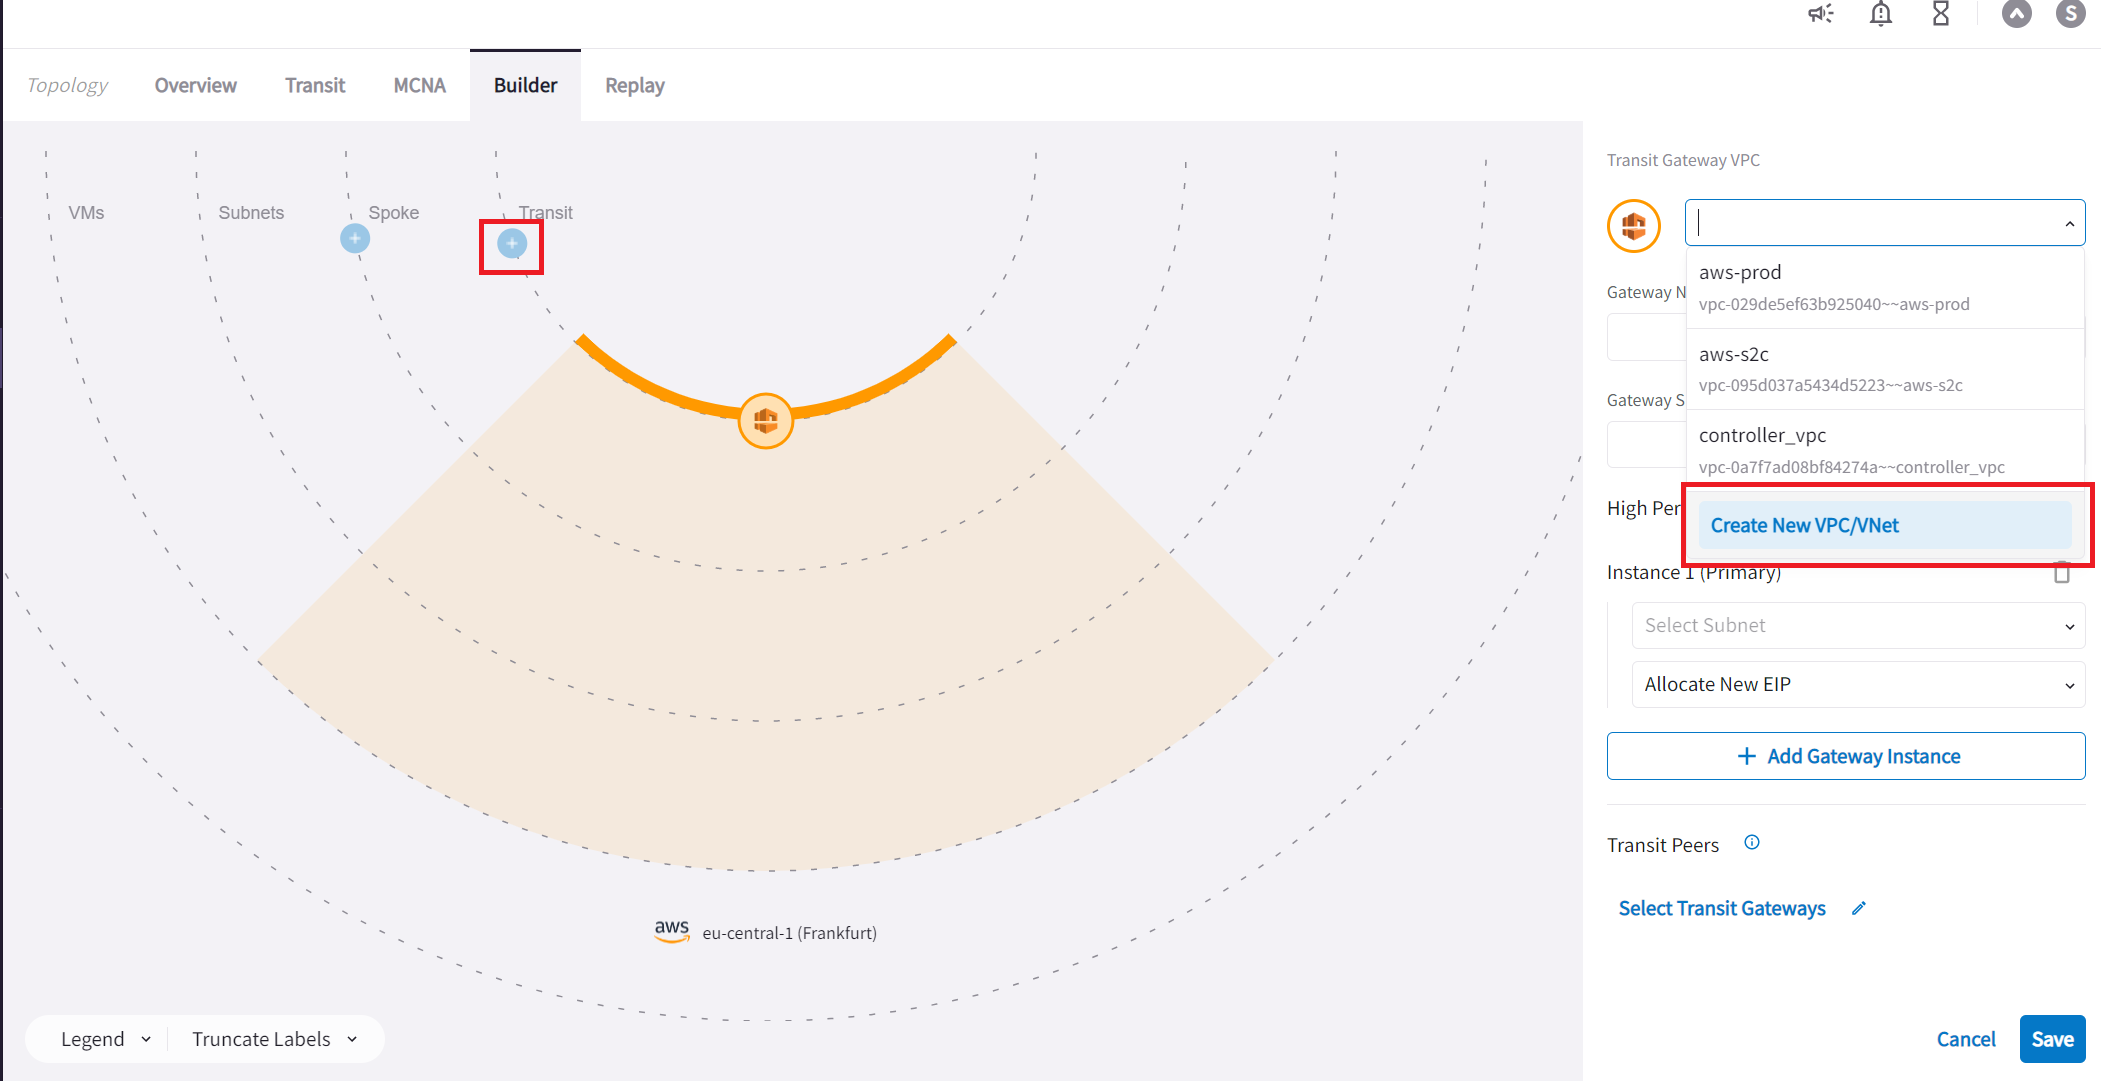 S
Topology Overview Transit MCNA Builder Replay
VMs Subnets Spoke Transit
aws eu-central-1 (Frankfurt)
Legend Truncate Labels
Transit Gateway VPC
aws-prod
vpc-029de5ef63b925040~~aws-prod
Gateway N
aws-s2c
vpc-095d037a5434d5223~~aws-s2c
Gateway S
controller_vpc
vpc-0a7f7ad08bf84274a~~controller_vpc
High Per
Create New VPC/VNet
Instance 1 (Primary)
Select Subnet
Allocate New EIP
+ Add Gateway Instance
Transit Peers
Select Transit Gateways
Cancel Save